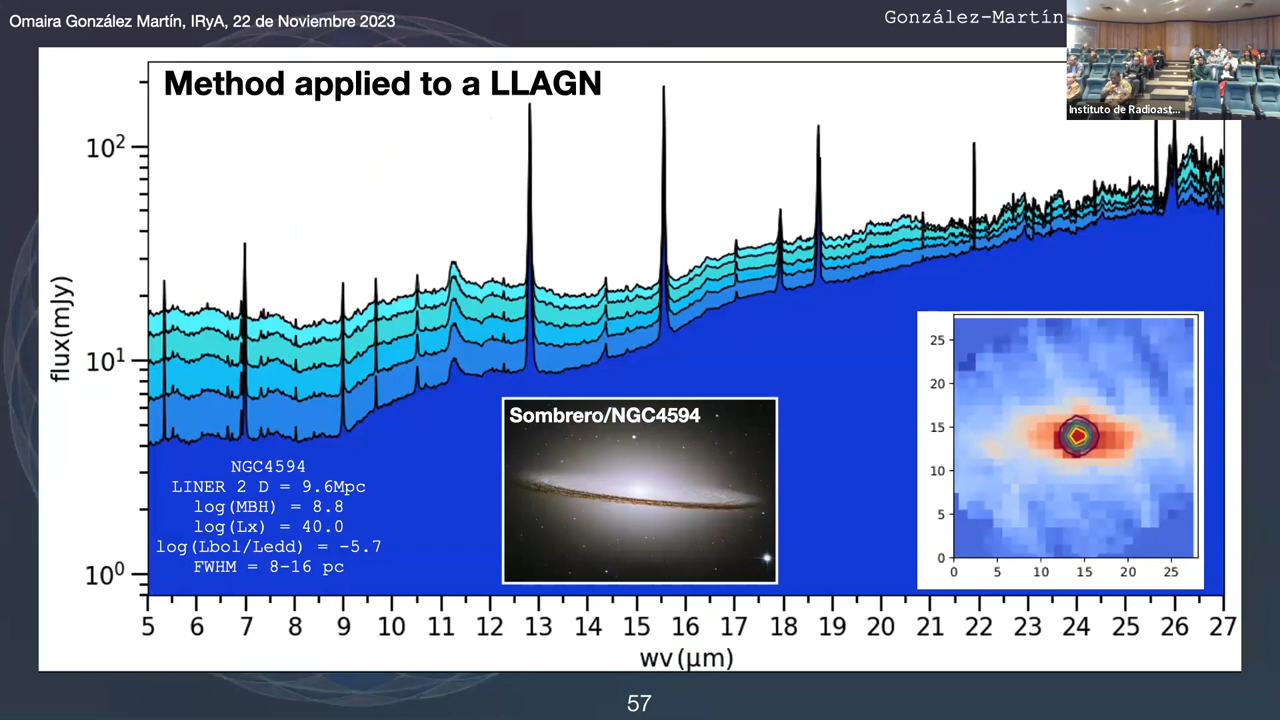 Omaira González Martín, IRyA, 22 de Noviembre 2023
González-Martín
Instituto de Radioast...
Method applied to a LLAGN
10²
10¹
10⁰
flux(mJy)
Sombrero/NGC4594
NGC4594
LINER 2 D = 9.6Mpc
log(MBH) = 8.8
log(Lx) = 40.0
log(Lbol/Ledd) = -5.7
FWHM = 8-16 pc
25
20
15
10
5
0
0 5 10 15 20 25
5 6 7 8 9 10 11 12 13 14 15 16 17 18 19 20 21 22 23 24 25 26 27
wv(μm)
57